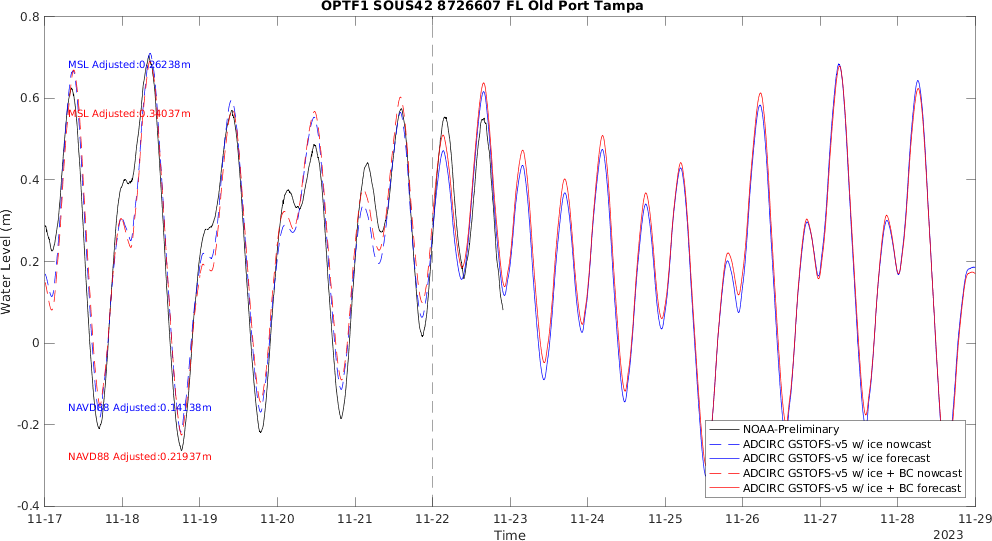 OPTF1 SOUS42 8726607 FL Old Port Tampa
0.8
0.6
0.4
0.2
0
-0.2
-0.4
Water Level (m)
MSL Adjusted:0.26238m
MSL Adjusted:0.34037m
NAVD88 Adjusted:0.14138m
NAVD88 Adjusted:0.21937m
NOAA-Preliminary
ADCIRC GSTOFS-v5 w/ ice nowcast
ADCIRC GSTOFS-v5 w/ ice forecast
ADCIRC GSTOFS-v5 w/ ice + BC nowcast
ADCIRC GSTOFS-v5 w/ ice + BC forecast
11-17 11-18 11-19 11-20 11-21 11-22 11-23 11-24 11-25 11-26 11-27 11-28 11-29
Time
2023